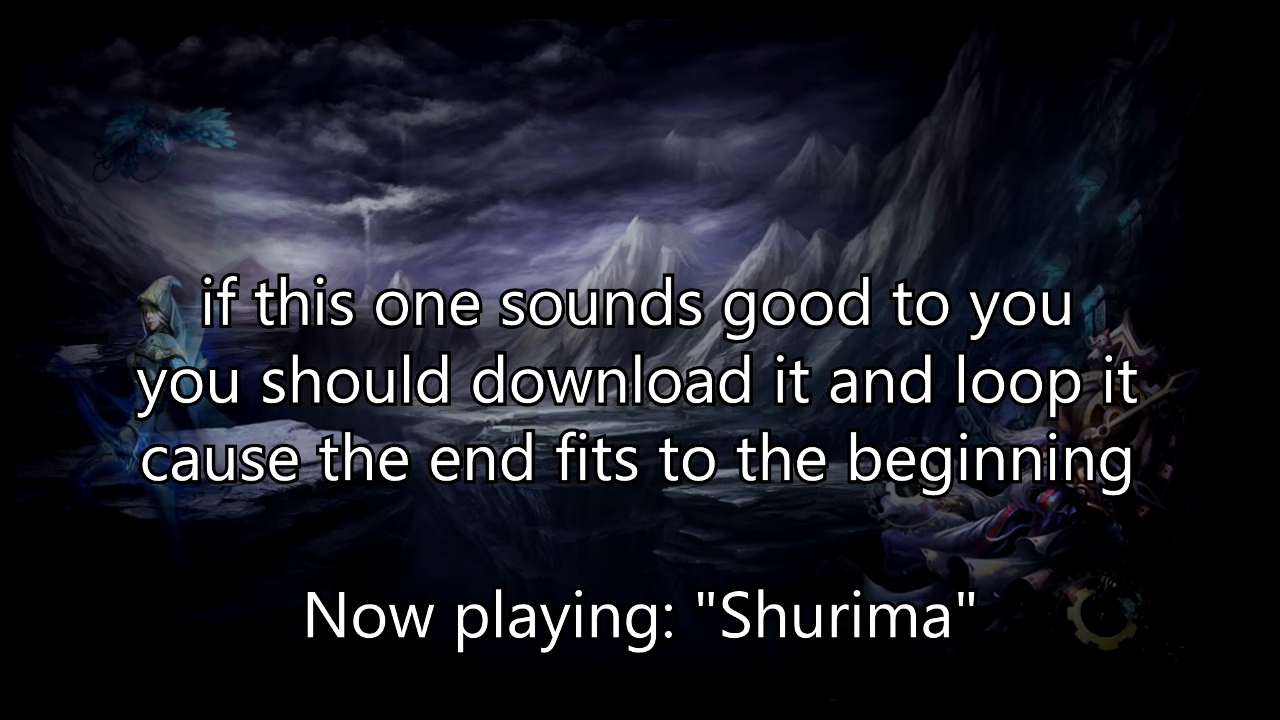 if this one sounds good to you
you should download it and loop it
cause the end fits to the beginning
Now playing: "Shurima"